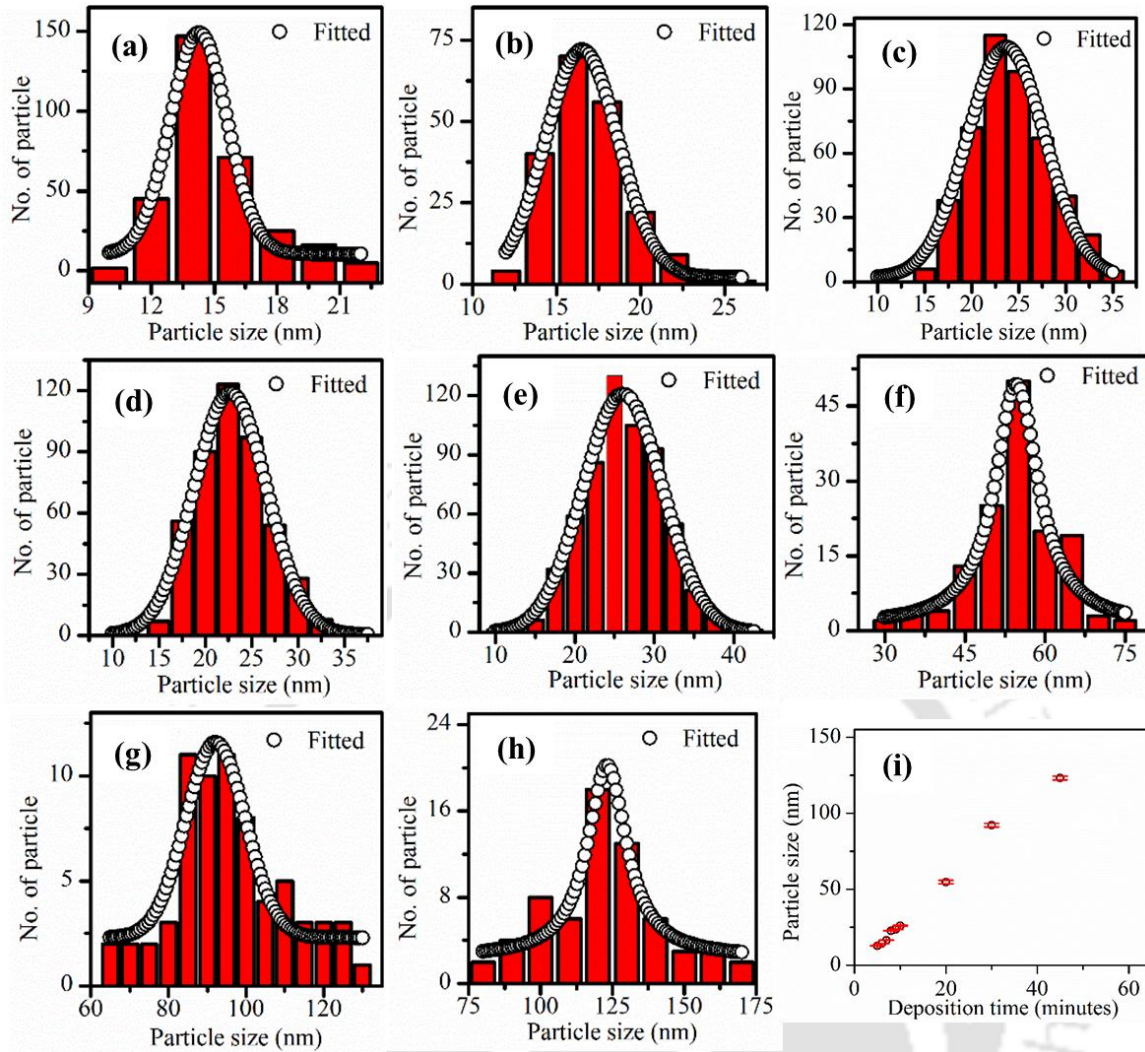 (a)
Fitted
No. of particle
150
100
50
0
9 12 15 18 21
Particle size (nm)
(b)
Fitted
No. of particle
75
50
25
0
10 15 20 25
Particle size (nm)
(c)
Fitted
No. of particle
120
90
60
30
0
10 15 20 25 30 35
Particle size (nm)
(d)
Fitted
No. of particle
120
90
60
30
0
10 15 20 25 30 35
Particle size (nm)
(e)
Fitted
No. of particle
120
90
60
30
0
10 20 30 40
Particle size (nm)
(f)
Fitted
No. of particle
45
30
15
0
30 45 60 75
Particle size (nm)
(g)
Fitted
No. of particle
10
5
0
60 80 100 120
Particle size (nm)
(h)
Fitted
No. of particle
24
16
8
0
75 100 125 150 175
Particle size (nm)
(i)
Particle size (nm)
150
100
50
0
0 20 40 60
Deposition time (minutes)